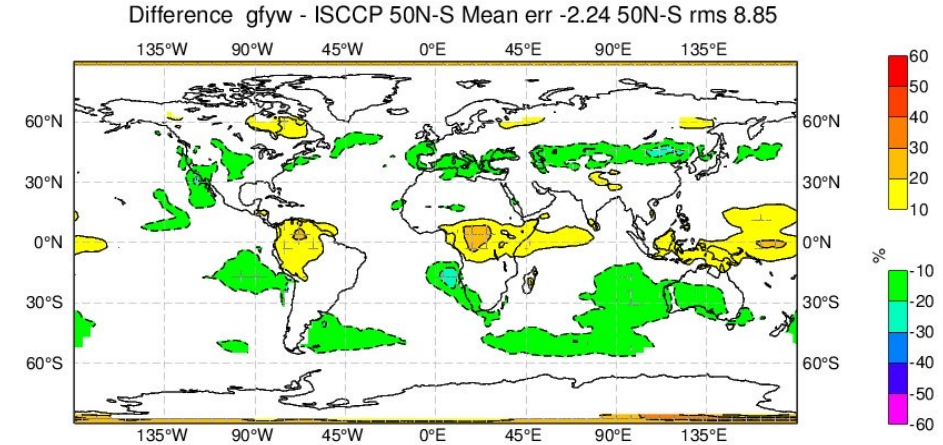 Difference gfyw - ISCCP 50N-S Mean err -2.24 50N-S rms 8.85
135°W 90°W 45°W 0°E 45°E 90°E 135°E
60°N 60°N
30°N 30°N
0°N 0°N
30°S 30°S
60°S 60°S
135°W 90°W 45°W 0°E 45°E 90°E 135°E
60
50
40
30
20
10
%
-10
-20
-30
-40
-50
-60